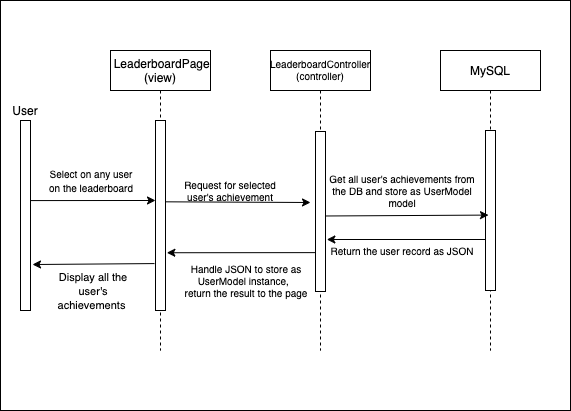 LeaderboardPage
(view)
LeaderboardController
(controller)
MySQL
User
Select on any user
on the leaderboard
Request for selected
user's achievement
Get all user's achievements from
the DB and store as UserModel
model
Return the user record as JSON
Handle JSON to store as
UserModel instance,
return the result to the page
Display all the
user's
achievements